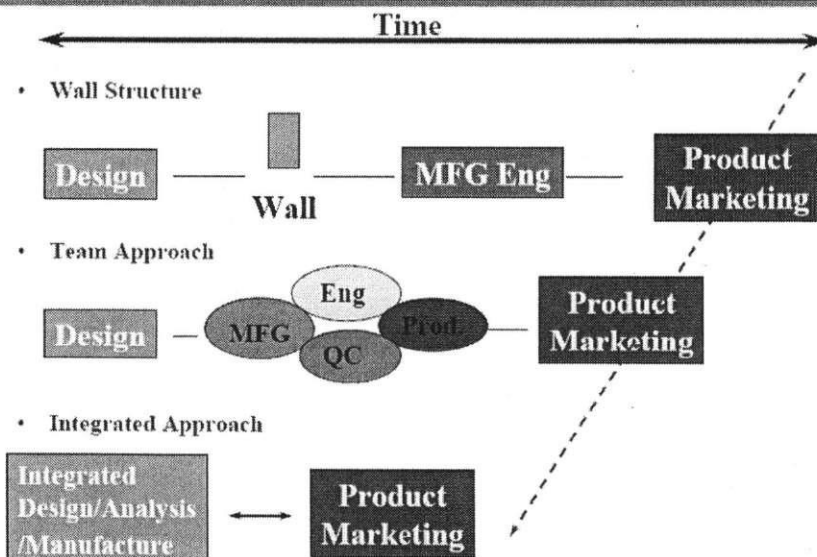 Time
• Wall Structure
Design
Wall
MFG Eng
Product
Marketing
• Team Approach
Design
MFG
Eng
QC
Prod.
Product
Marketing
• Integrated Approach
Integrated
Design/Analysis
/Manufacture
Product
Marketing